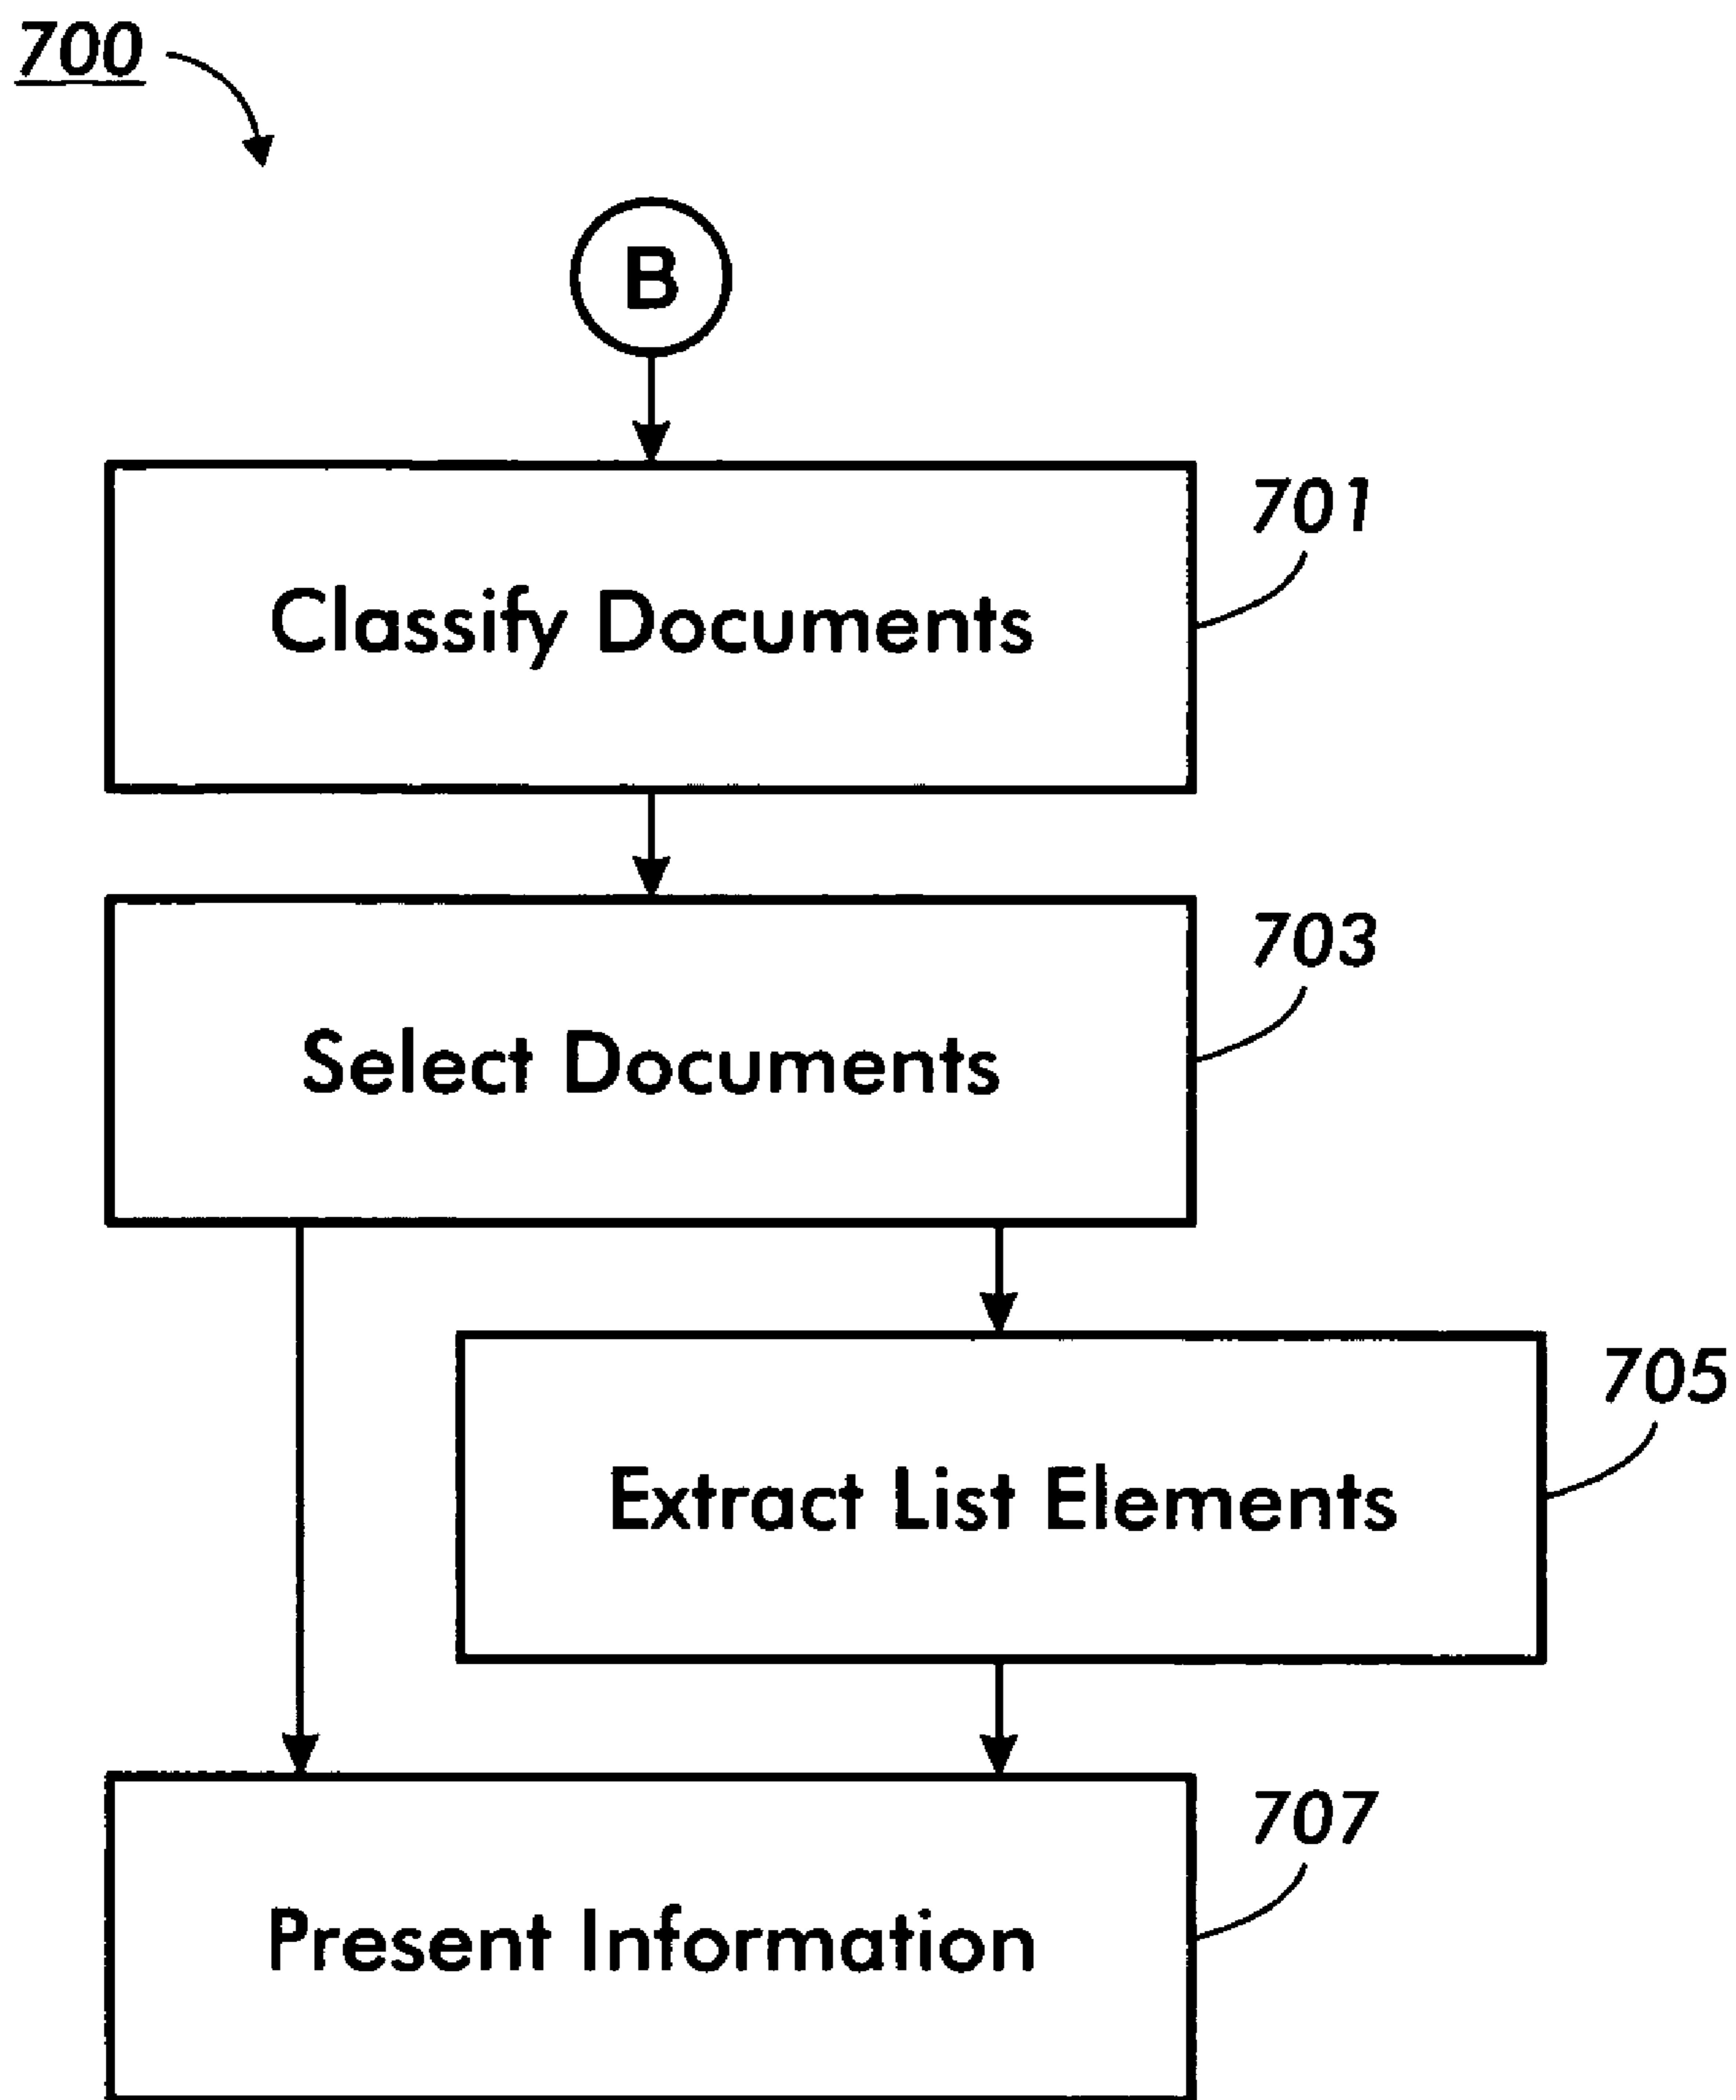 700
B
Classify Documents
701
Select Documents
703
Extract List Elements
705
Present Information
707